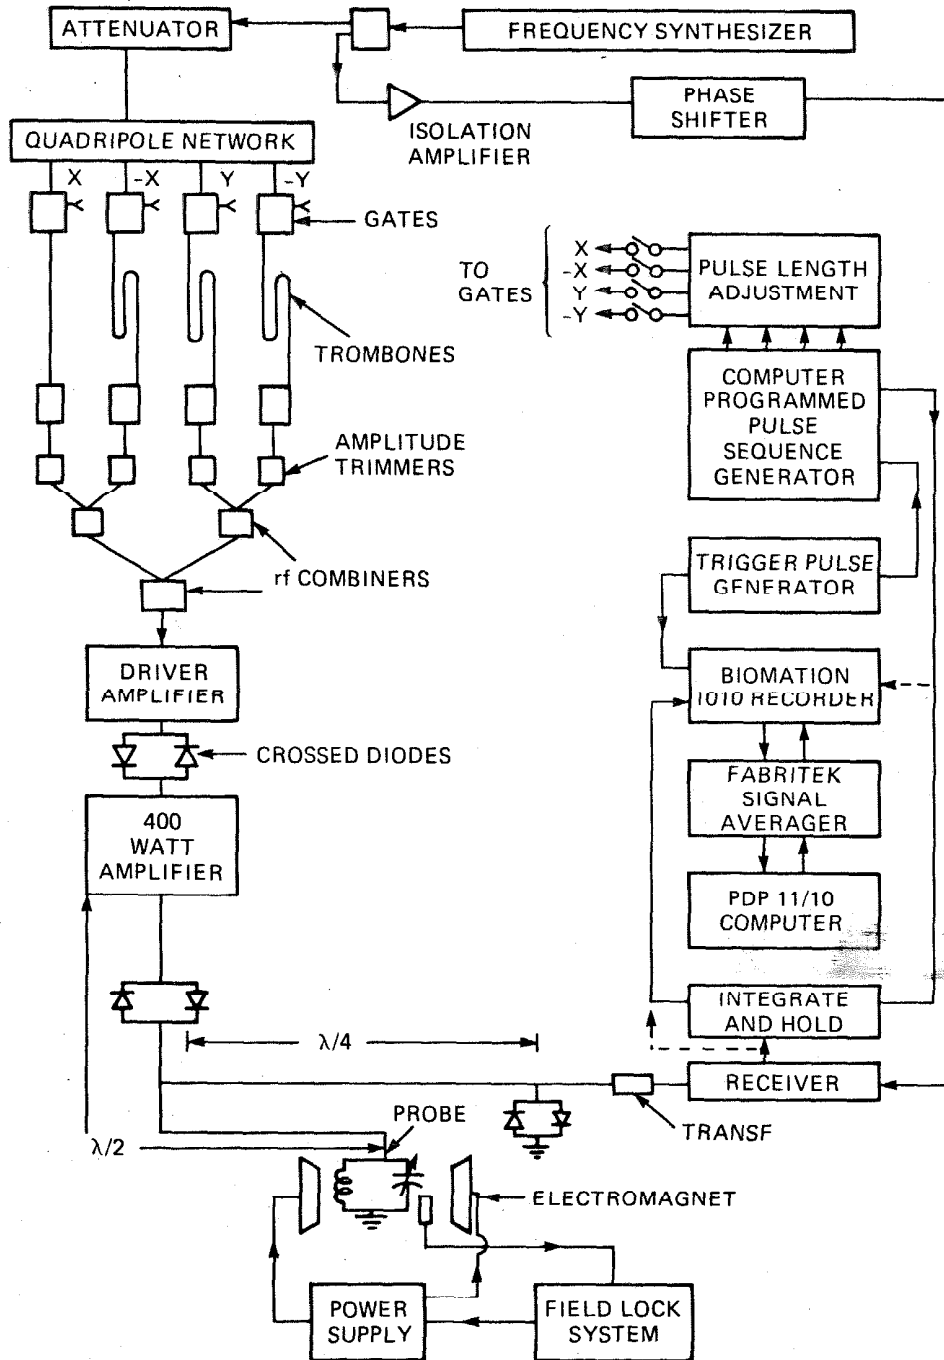 ATTENUATOR
FREQUENCY SYNTHESIZER
PHASE
SHIFTER
ISOLATION
AMPLIFIER
QUADRIPOLE NETWORK
X
-X
Y
-Y
GATES
TO
GATES
X
-X
Y
-Y
PULSE LENGTH
ADJUSTMENT
TROMBONES
COMPUTER
PROGRAMMED
PULSE
SEQUENCE
GENERATOR
AMPLITUDE
TRIMMERS
rf COMBINERS
TRIGGER PULSE
GENERATOR
DRIVER
AMPLIFIER
BIOMATION
1010 RECORDER
CROSSED DIODES
FABRITEK
SIGNAL
AVERAGER
400
WATT
AMPLIFIER
PDP 11/10
COMPUTER
INTEGRATE
AND HOLD
λ/4
RECEIVER
TRANSF
PROBE
λ/2
ELECTROMAGNET
POWER
SUPPLY
FIELD LOCK
SYSTEM